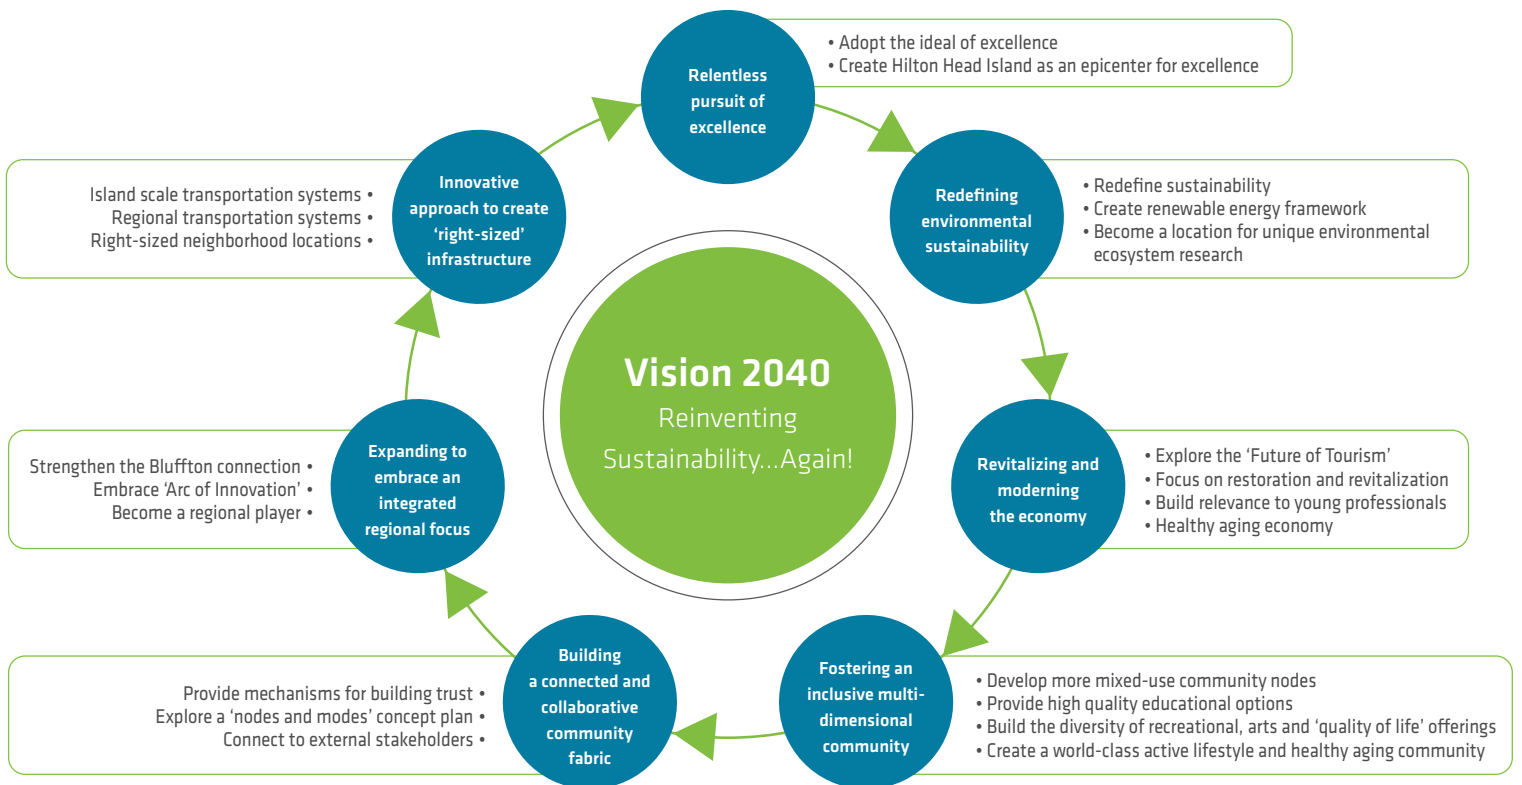 Vision 2040
Reinventing
Sustainability...Again!
Relentless
pursuit of
excellence
• Adopt the ideal of excellence
• Create Hilton Head Island as an epicenter for excellence
Redefining
environmental
sustainability
• Redefine sustainability
• Create renewable energy framework
• Become a location for unique environmental
ecosystem research
Revitalizing and
moderning
the economy
• Explore the ‘Future of Tourism’
• Focus on restoration and revitalization
• Build relevance to young professionals
• Healthy aging economy
Fostering an
inclusive multi-
dimensional
community
• Develop more mixed-use community nodes
• Provide high quality educational options
• Build the diversity of recreational, arts and ‘quality of life’ offerings
• Create a world-class active lifestyle and healthy aging community
Building
a connected and
collaborative
community
fabric
Provide mechanisms for building trust •
Explore a ‘nodes and modes’ concept plan •
Connect to external stakeholders •
Expanding to
embrace an
integrated
regional focus
Strengthen the Bluffton connection •
Embrace ‘Arc of Innovation’ •
Become a regional player •
Innovative
approach to create
‘right-sized’
infrastructure
Island scale transportation systems •
Regional transportation systems •
Right-sized neighborhood locations •